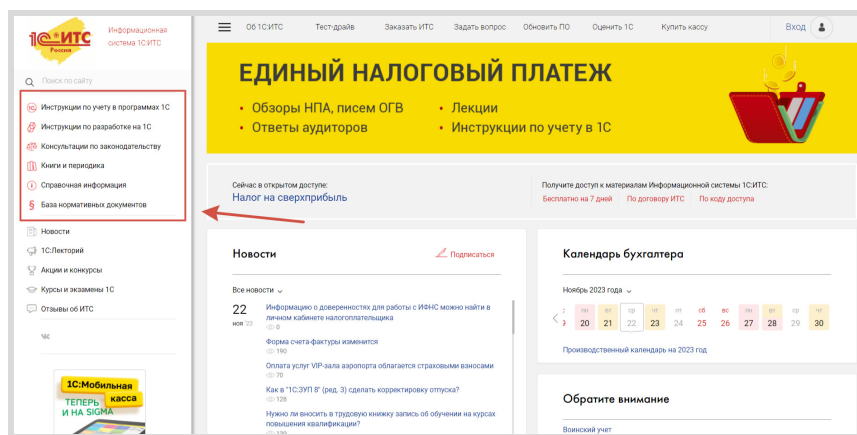 1С ИТС
Россия
Информационная
система 1С:ИТС
Об 1С:ИТС
Тест-драйв
Заказать ИТС
Задать вопрос
Обновить ПО
Оценить 1С
Купить кассу
Вход
Поиск по сайту
Инструкции по учету в программах 1С
Инструкции по разработке на 1С
Консультации по законодательству
Книги и периодика
Справочная информация
База нормативных документов
Новости
1С:Лекторий
Акции и конкурсы
Курсы и экзамены 1С
Отзывы об ИТС
1С:Мобильная
касса
ТЕПЕРЬ
И НА SIGMA
ЕДИНЫЙ НАЛОГОВЫЙ ПЛАТЕЖ
• Обзоры НПА, писем ОГВ
• Лекции
• Ответы аудиторов
• Инструкции по учету в 1С
Сейчас в открытом доступе:
Налог на сверхприбыль
Получите доступ к материалам Информационной системы 1С:ИТС:
Бесплатно на 7 дней
По договору ИТС
По коду доступа
Новости
Подписаться
Все новости
22
ноя '23
Информацию о доверенностях для работы с ИФНС можно найти в
личном кабинете налогоплательщика
0
Форма счета-фактуры изменится
190
Оплата услуг VIP-зала аэропорта облагается страховыми взносами
70
Как в "1С:ЗУП 8" (ред. 3) сделать корректировку отпуска?
128
Нужно ли вносить в трудовую книжку запись об обучении на курсах
повышения квалификации?
Календарь бухгалтера
Ноябрь 2023 года
пн вт ср чт пт сб вс пн вт ср чт
20 21 22 23 24 25 26 27 28 29 30
Производственный календарь на 2023 год
Обратите внимание
Воинский учет